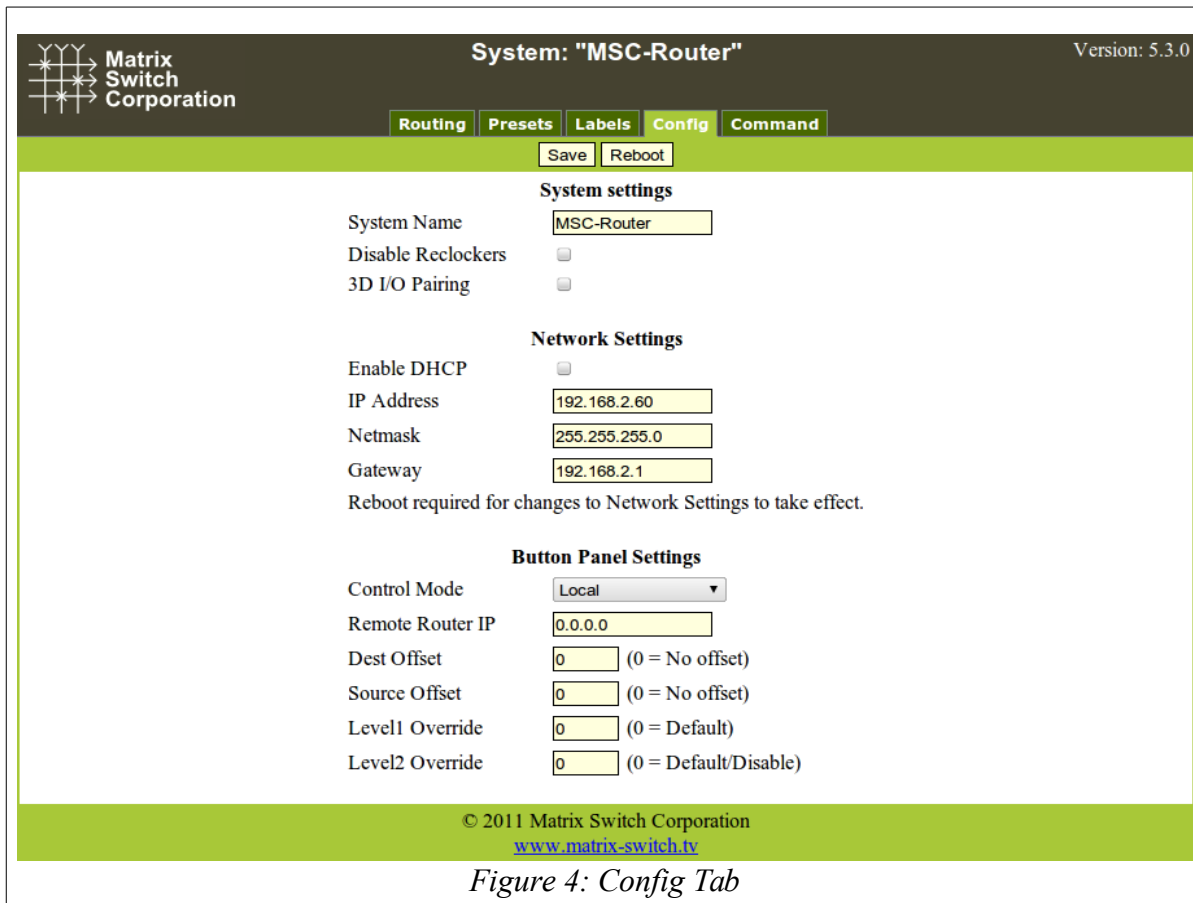 Matrix
Switch
Corporation
System: "MSC-Router"
Version: 5.3.0
Routing Presets Labels Config Command
Save Reboot
System settings
System Name MSC-Router
Disable Reclockers
3D I/O Pairing
Network Settings
Enable DHCP
IP Address 192.168.2.60
Netmask 255.255.255.0
Gateway 192.168.2.1
Reboot required for changes to Network Settings to take effect.
Button Panel Settings
Control Mode Local
Remote Router IP 0.0.0.0
Dest Offset 0 (0 = No offset)
Source Offset 0 (0 = No offset)
Level1 Override 0 (0 = Default)
Level2 Override 0 (0 = Default/Disable)
© 2011 Matrix Switch Corporation
www.matrix-switch.tv
Figure 4: Config Tab